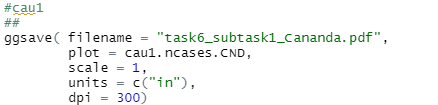 #cau1
##
ggsave( filename = "task6_subtask1_Cananda.pdf",
plot = cau1.ncases.CND,
scale = 1,
units = c("in"),
dpi = 300)